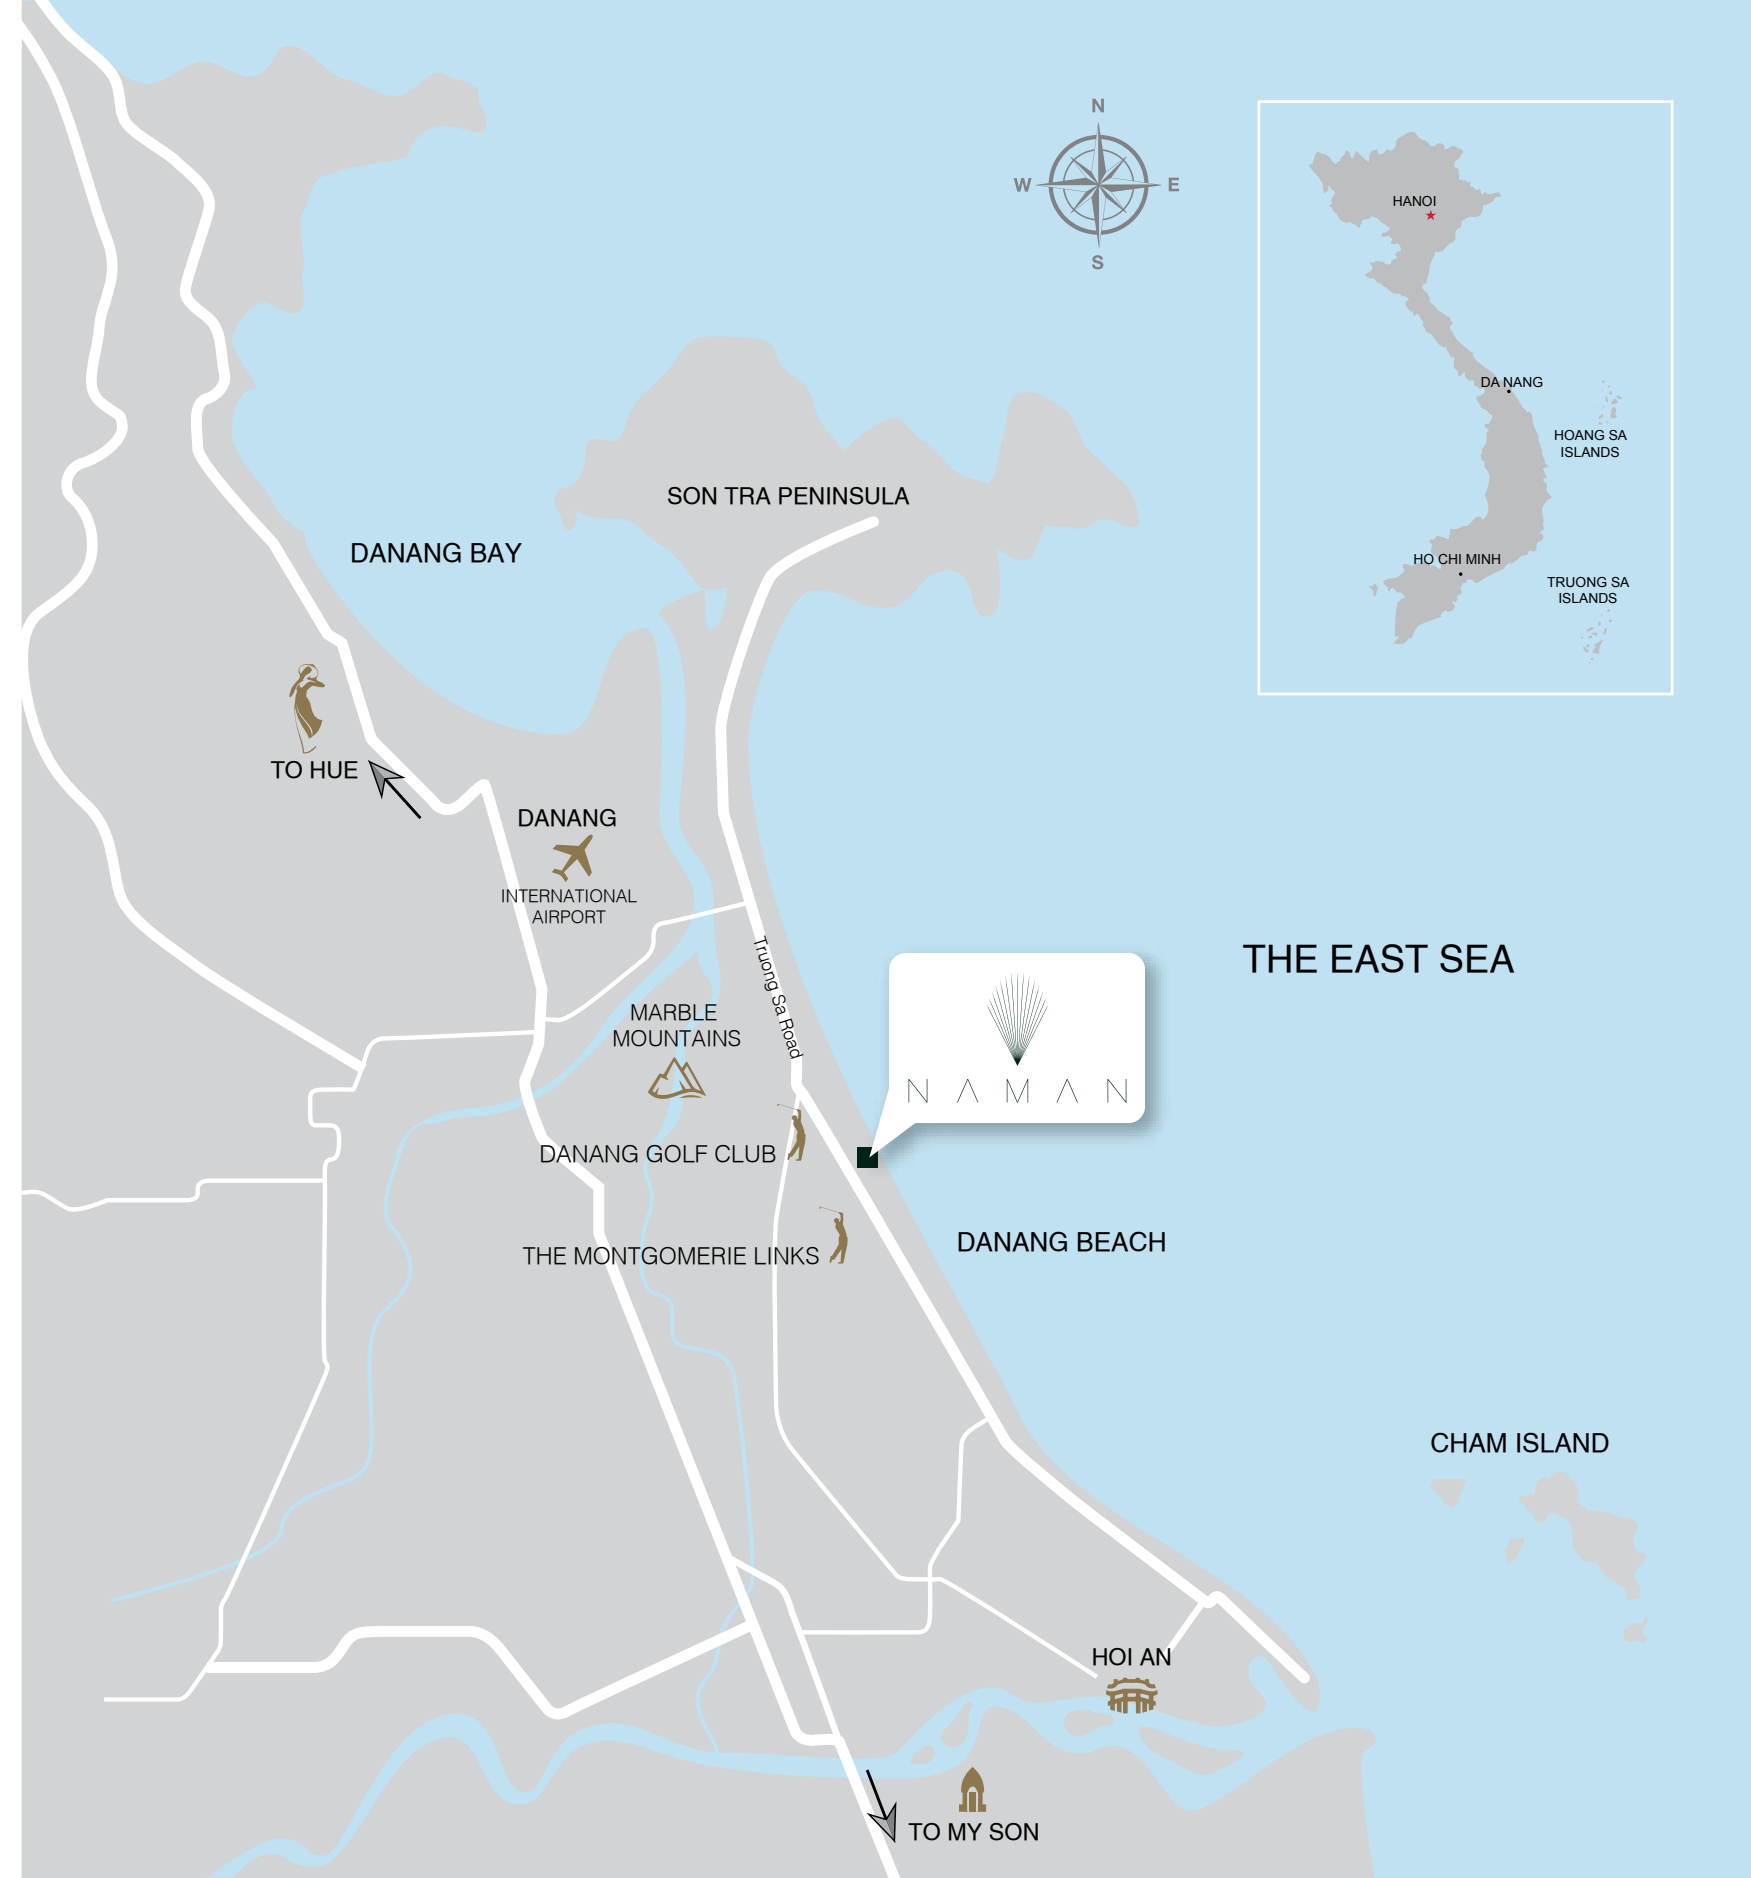 N
W
E
S
HANOI
DA NANG
HOANG SA
ISLANDS
HO CHI MINH
TRUONG SA
ISLANDS
SON TRA PENINSULA
DANANG BAY
TO HUE
DANANG
INTERNATIONAL
AIRPORT
Truong Sa Road
THE EAST SEA
MARBLE
MOUNTAINS
NAMAN
DANANG GOLF CLUB
THE MONTGOMERIE LINKS
DANANG BEACH
CHAM ISLAND
HOI AN
TO MY SON